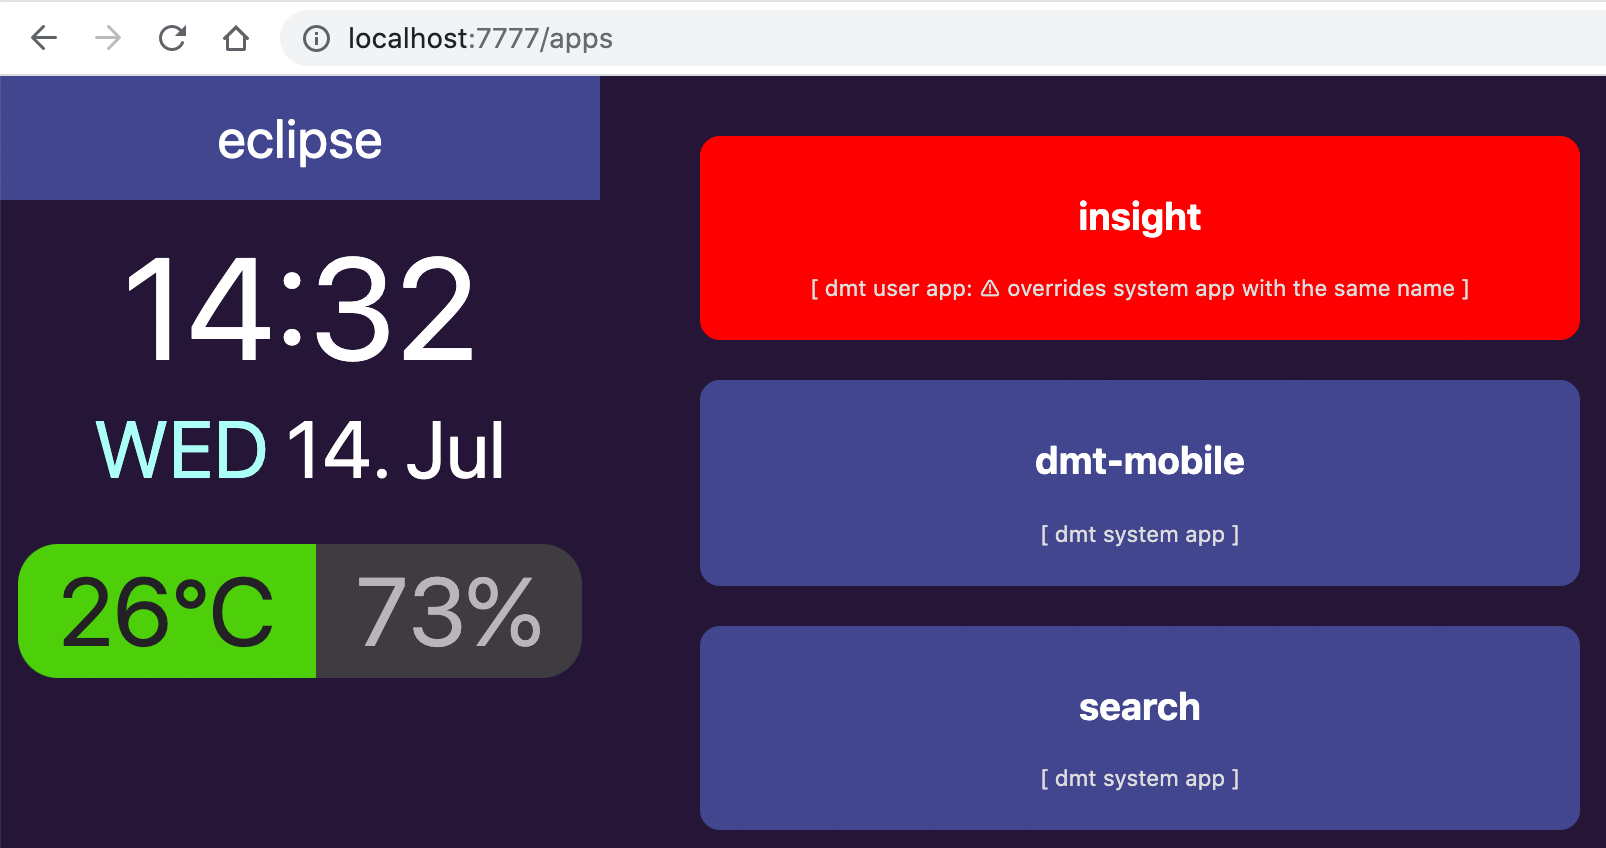 localhost:7777/apps
eclipse
14:32
WED 14. Jul
26°C 73%
insight
[ dmt user app: ⚠ overrides system app with the same name ]
dmt-mobile
[ dmt system app ]
search
[ dmt system app ]